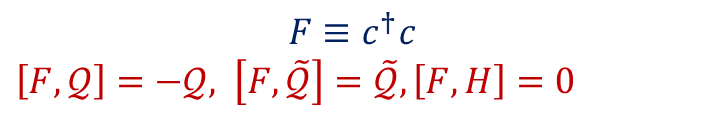 F ≡ c†c
[F, 𝒬] = −𝒬, [F, 𝒬̃] = 𝒬̃, [F, H] = 0